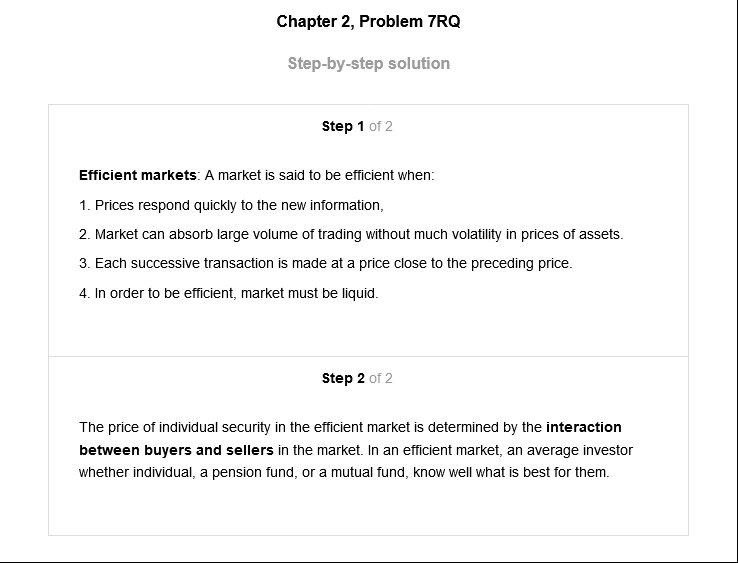 Chapter 2, Problem 7RQ
Step-by-step solution
Step 1 of 2
Efficient markets: A market is said to be efficient when:
1. Prices respond quickly to the new information,
2. Market can absorb large volume of trading without much volatility in prices of assets.
3. Each successive transaction is made at a price close to the preceding price.
4. In order to be efficient, market must be liquid.
Step 2 of 2
The price of individual security in the efficient market is determined by the interaction
between buyers and sellers in the market. In an efficient market, an average investor
whether individual, a pension fund, or a mutual fund, know well what is best for them.